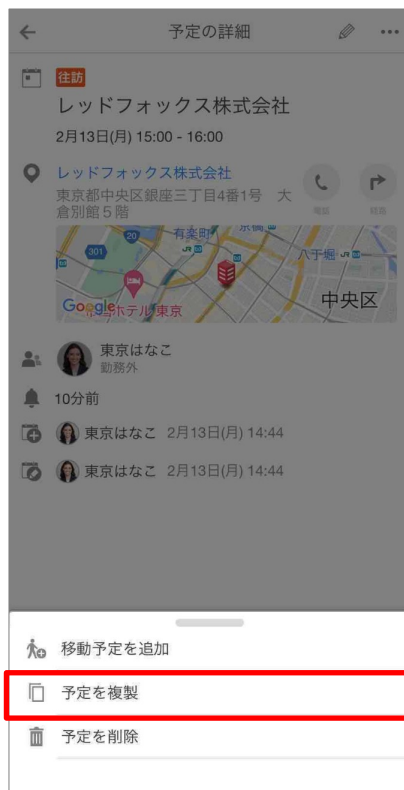 予定の詳細
往訪
レッドフォックス株式会社
2月13日(月) 15:00 - 16:00
レッドフォックス株式会社
東京都中央区銀座三丁目4番1号 大
倉別館５階
電話
経路
20
有楽町
京橋
301
JR
八丁堀
JR
Google
ホテル 東京
中央区
東京はなこ
勤務外
10分前
東京はなこ 2月13日(月) 14:44
東京はなこ 2月13日(月) 14:44
移動予定を追加
予定を複製
予定を削除